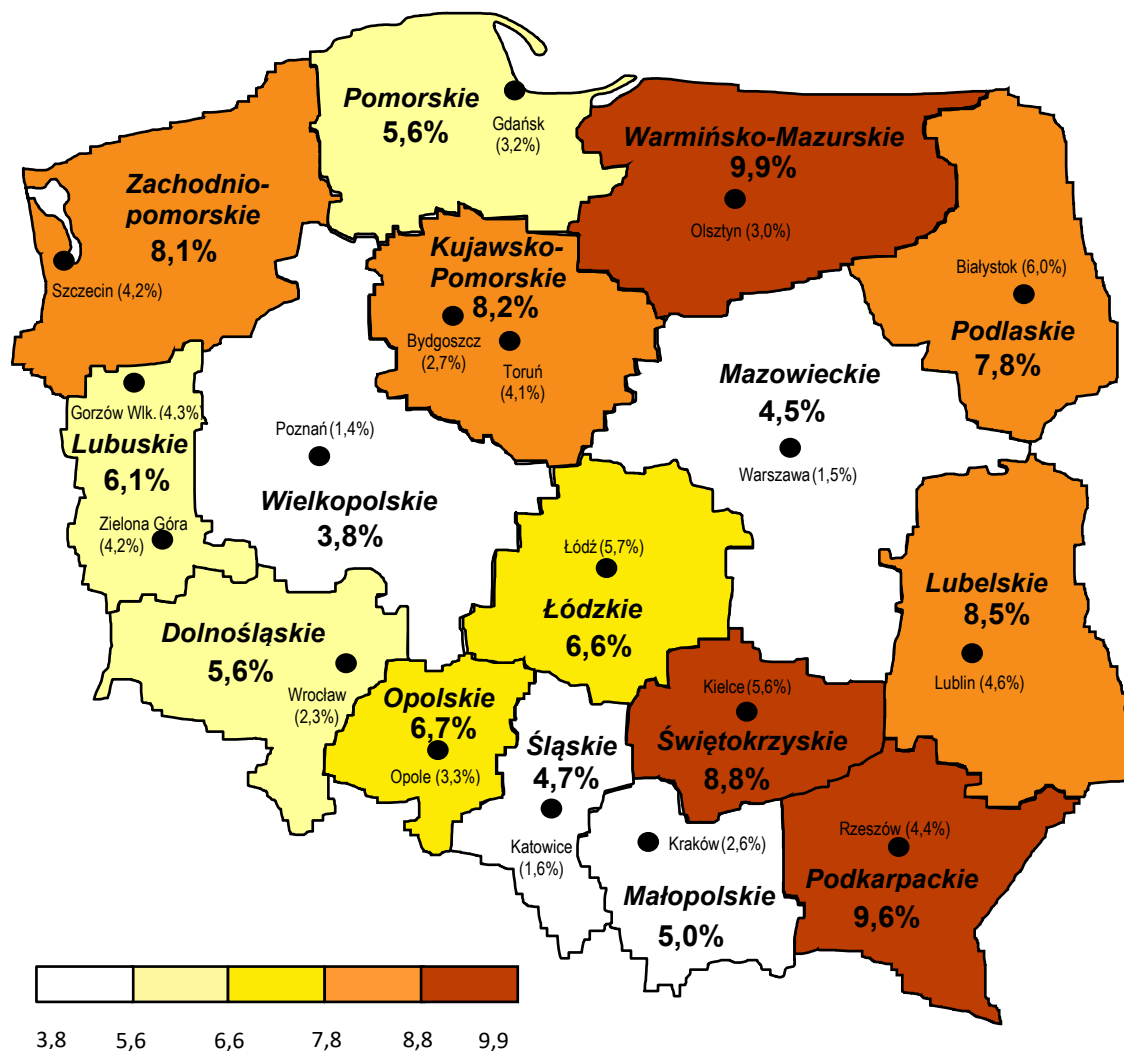 Pomorskie
5,6%
Gdańsk
(3,2%)
Warmińsko-Mazurskie
9,9%
Olsztyn (3,0%)
Zachodnio-
pomorskie
8,1%
Szczecin (4,2%)
Kujawsko-
Pomorskie
8,2%
Bydgoszcz
(2,7%)
Toruń
(4,1%)
Białystok (6,0%)
Podlaskie
7,8%
Mazowieckie
4,5%
Warszawa (1,5%)
Gorzów Wlk. (4,3%
Lubuskie
6,1%
Zielona Góra
(4,2%)
Poznań (1,4%)
Wielkopolskie
3,8%
Łódź (5,7%)
Łódzkie
6,6%
Lubelskie
8,5%
Lublin (4,6%)
Dolnośląskie
5,6%
Wrocław
(2,3%)
Opolskie
6,7%
Opole (3,3%)
Śląskie
4,7%
Katowice
(1,6%)
Kielce (5,6%)
Świętokrzyskie
8,8%
Kraków (2,6%)
Małopolskie
5,0%
Rzeszów (4,4%)
Podkarpackie
9,6%
3,8 5,6 6,6 7,8 8,8 9,9